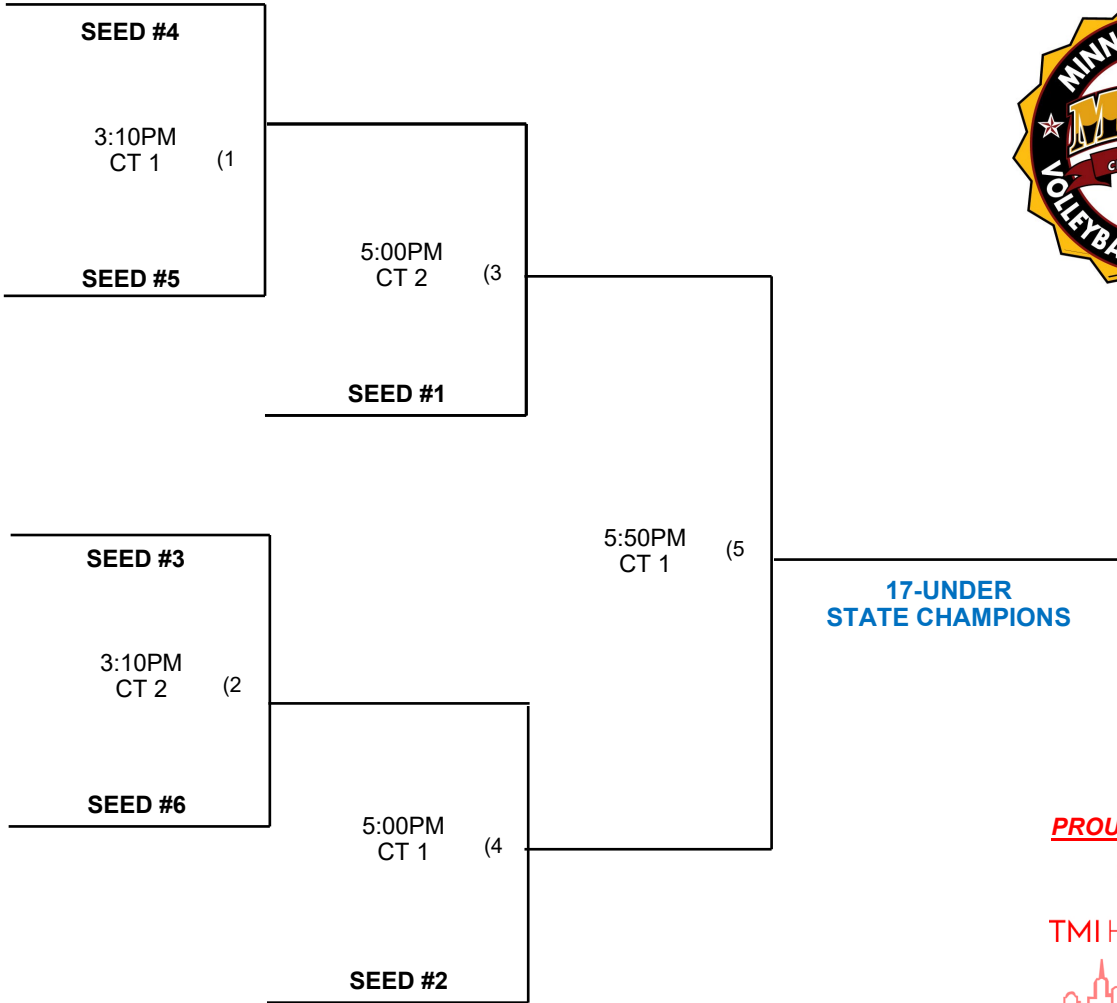 SEED #4
3:10PM
CT 1 (1
SEED #5
5:00PM
CT 2 (3
SEED #1
SEED #3
3:10PM
CT 2 (2
SEED #6
5:00PM
CT 1 (4
SEED #2
5:50PM
CT 1 (5
17-UNDER
STATE CHAMPIONS
TMI